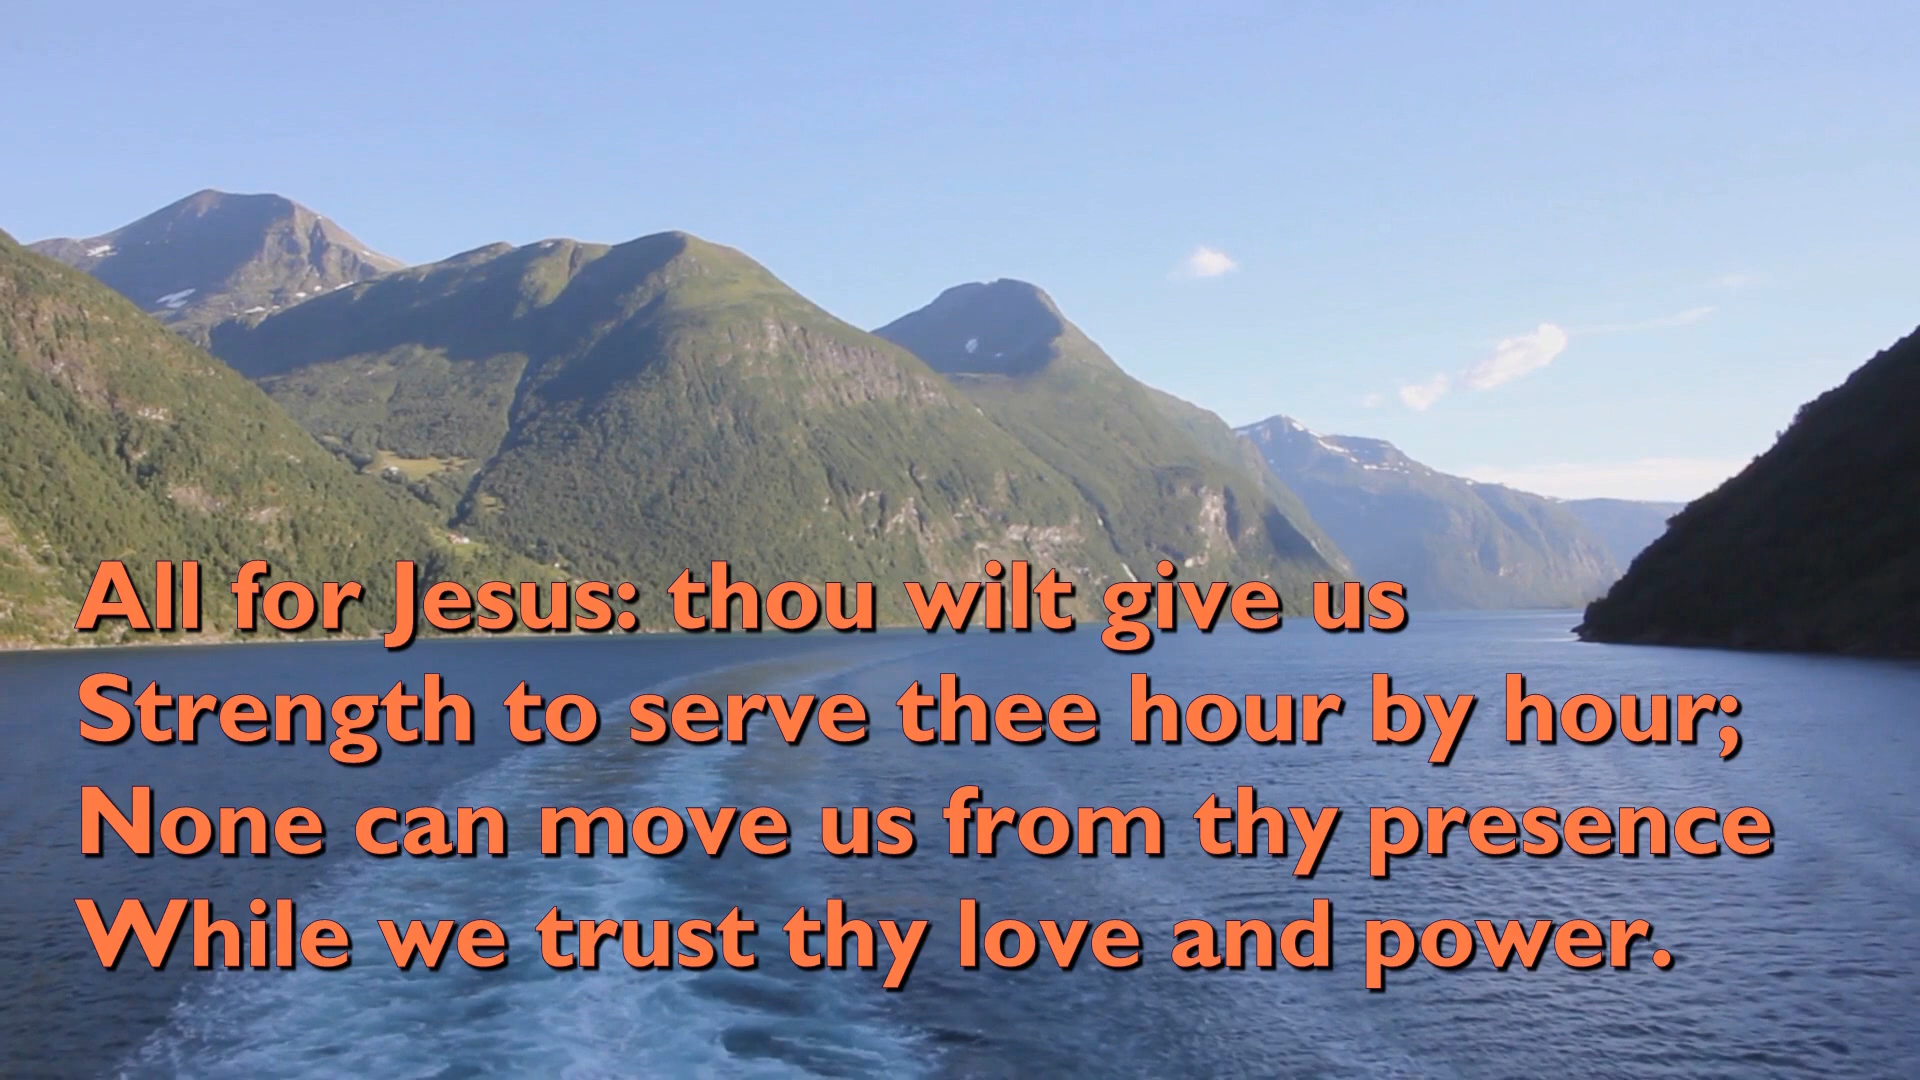 All for Jesus: thou wilt give us
Strength to serve thee hour by hour;
None can move us from thy presence
While we trust thy love and power.